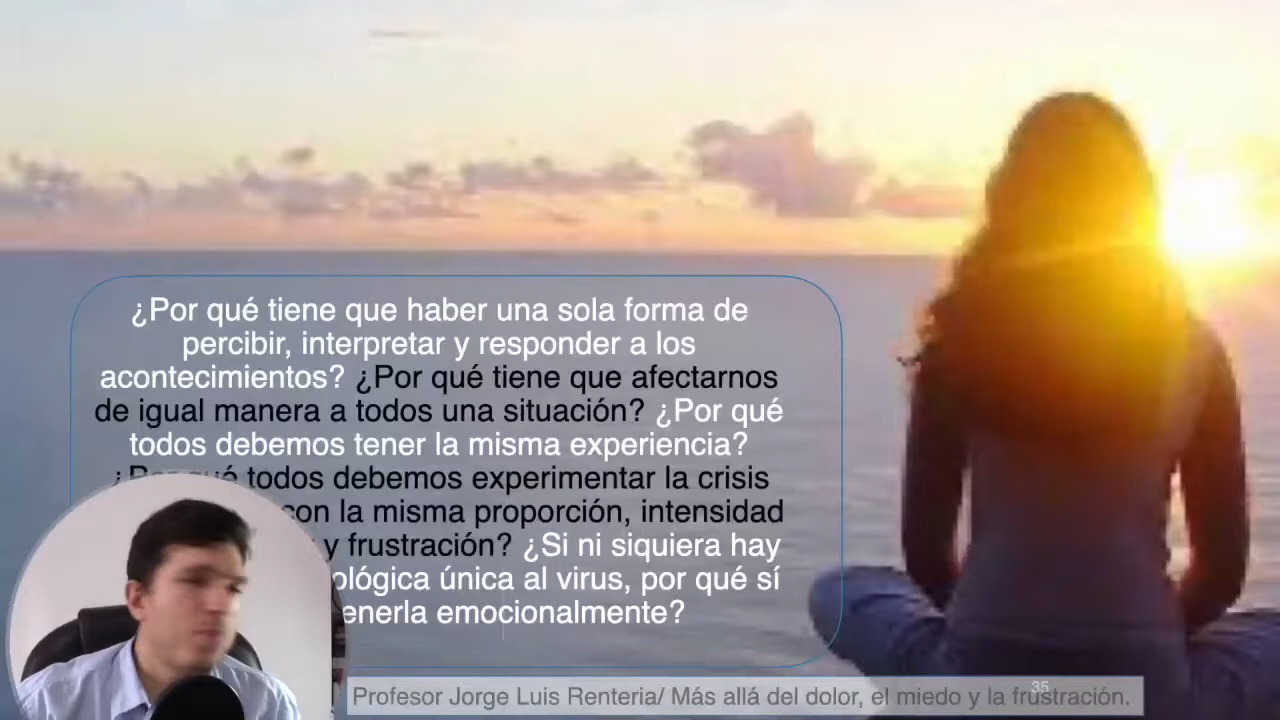 ¿Por qué tiene que haber una sola forma de
percibir, interpretar y responder a los
acontecimientos? ¿Por qué tiene que afectarnos
de igual manera a todos una situación? ¿Por qué
todos debemos tener la misma experiencia?
todos debemos experimentar la crisis
con la misma proporción, intensidad
y frustración? ¿Si ni siquiera hay
ológica única al virus, por qué sí
enerla emocionalmente?
35
Profesor Jorge Luis Renteria/ Más allá del dolor, el miedo y la frustración.